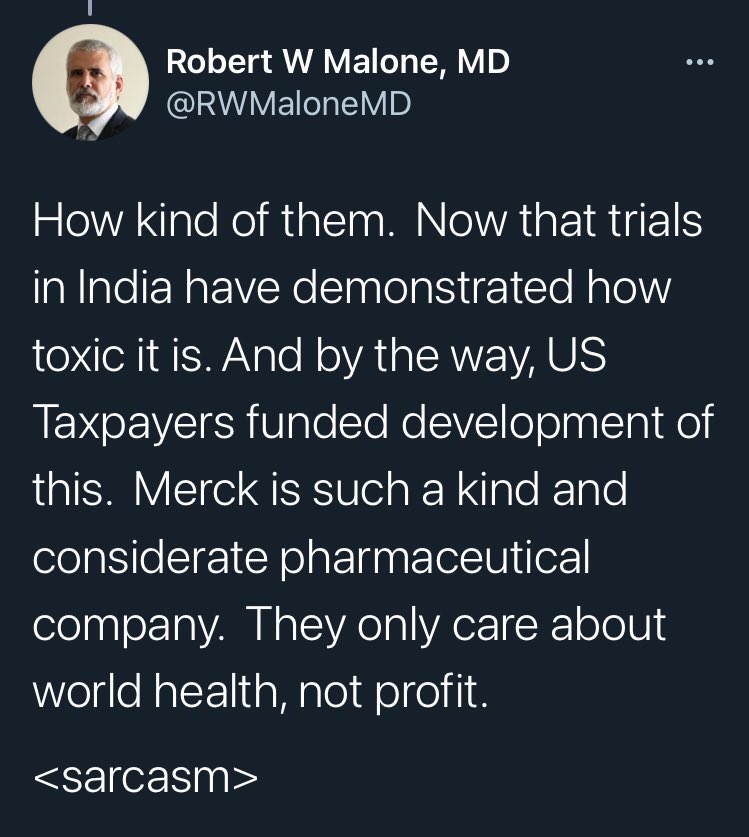 Robert W Malone, MD
@RWMaloneMD
How kind of them.  Now that trials
in India have demonstrated how
toxic it is. And by the way, US
Taxpayers funded development of
this.  Merck is such a kind and
considerate pharmaceutical
company.  They only care about
world health, not profit.
<sarcasm>